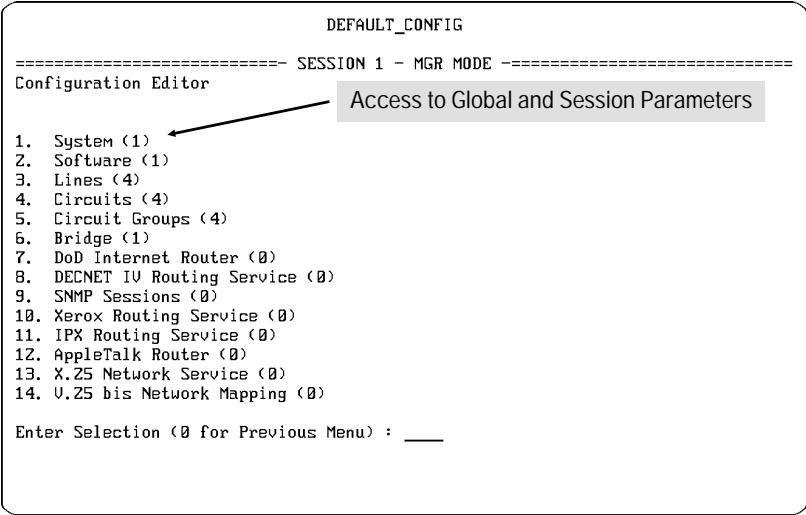 DEFAULT_CONFIG
===========================- SESSION 1 - MGR MODE -=============================
Configuration Editor
Access to Global and Session Parameters
1. System (1)
2. Software (1)
3. Lines (4)
4. Circuits (4)
5. Circuit Groups (4)
6. Bridge (1)
7. DoD Internet Router (0)
8. DECNET IV Routing Service (0)
9. SNMP Sessions (0)
10. Xerox Routing Service (0)
11. IPX Routing Service (0)
12. AppleTalk Router (0)
13. X.25 Network Service (0)
14. V.25 bis Network Mapping (0)
Enter Selection (0 for Previous Menu) : ____